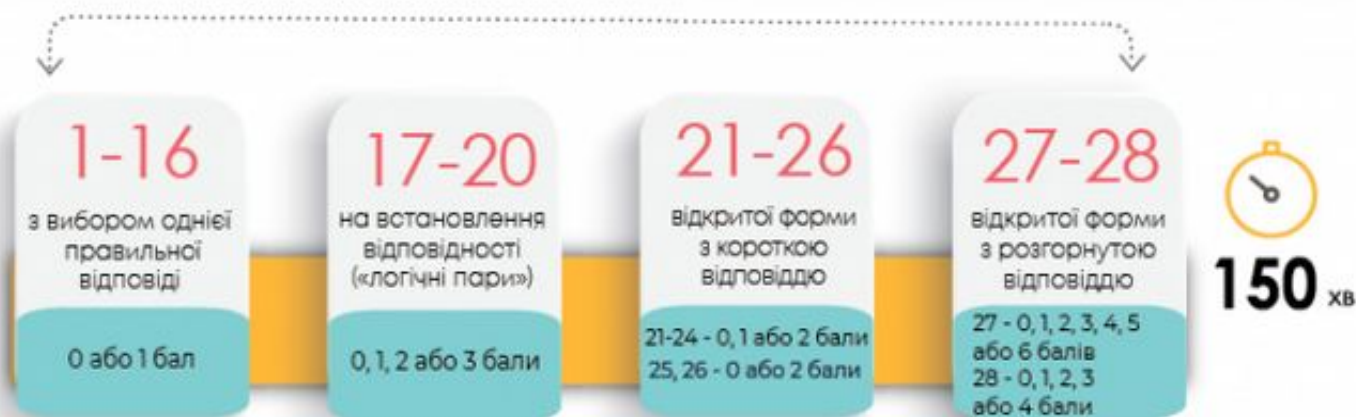 1-16
з вибором однієї
правильної
відповіді
0 або 1 бал
17-20
на встановлення
відповідності
(«логічні пари»)
0, 1, 2 або 3 бали
21-26
відкритої форми
з короткою
відповіддю
21-24 - 0, 1 або 2 бали
25, 26 - 0 або 2 бали
27-28
відкритої форми
з розгорнутою
відповіддю
27 - 0, 1, 2, 3, 4, 5
або 6 балів
28 - 0, 1, 2, 3
або 4 бали
150 хв